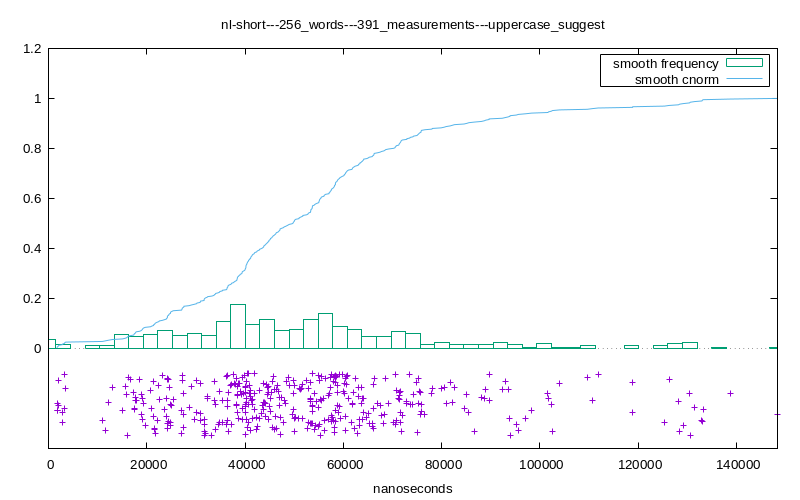 nl-short---256_words---391_measurements---uppercase_suggest
1.2
smooth frequency
smooth cnorm
1
0.8
0.6
0.4
0.2
0
0 20000 40000 60000 80000 100000 120000 140000
nanoseconds